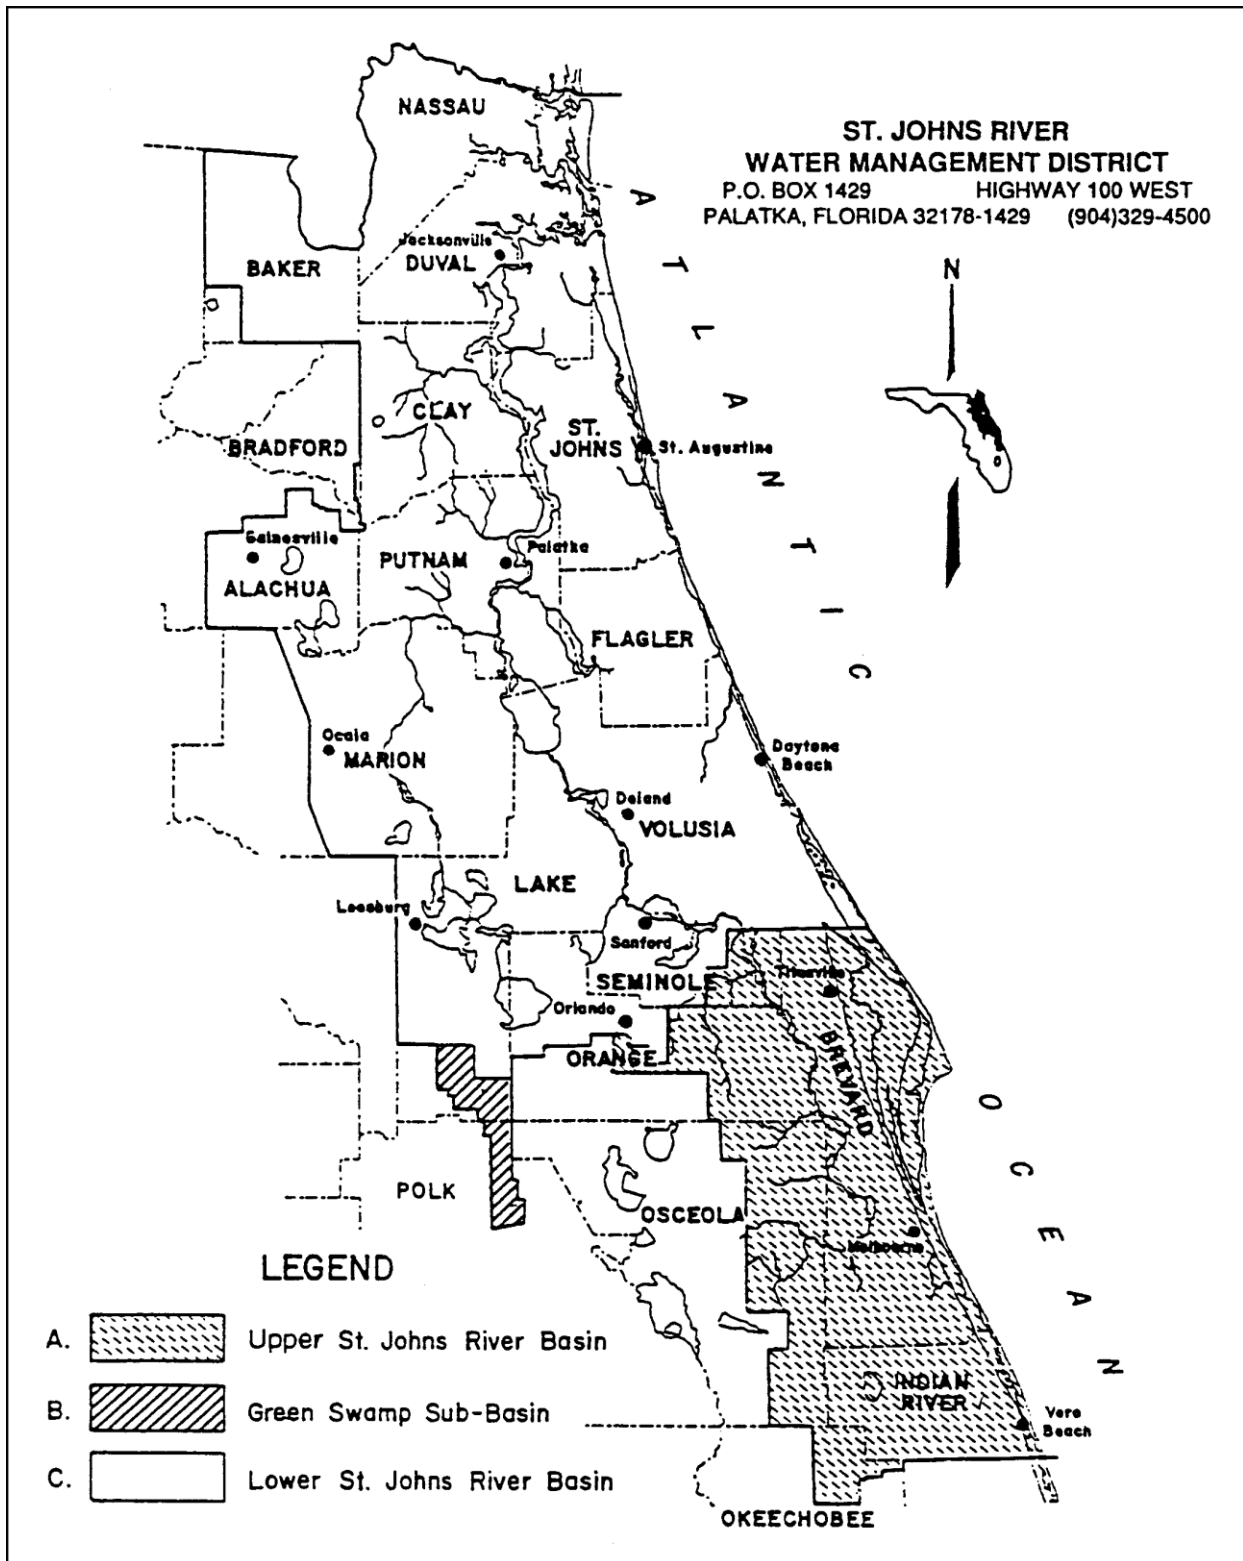 NASSAU
ST. JOHNS RIVER
WATER MANAGEMENT DISTRICT
P.O. BOX 1429 HIGHWAY 100 WEST
PALATKA, FLORIDA 32178-1429 (904)329-4500
ATLANTIC
Jacksonville
DUVAL
BAKER
N
CLAY
ST.
JOHNS
St. Augustine
BRADFORD
Gainesville
Palatka
PUTNAM
ALACHUA
FLAGLER
Ocala
MARION
Daytona
Beach
Deland
VOLUSIA
LAKE
Leesburg
Sanford
SEMINOLE
Titusville
Orlando
ORANGE
BREVARD
OCEAN
POLK
OSCEOLA
Melbourne
LEGEND
A. Upper St. Johns River Basin
INDIAN
RIVER
B. Green Swamp Sub-Basin
Vero
Beach
C. Lower St. Johns River Basin
OKEECHOBEE